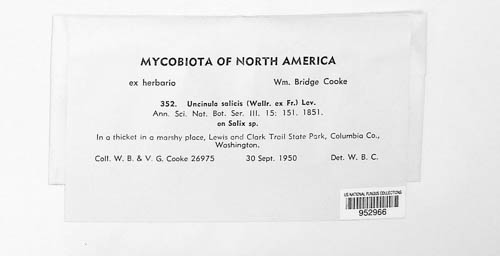 MYCOBIOTA OF NORTH AMERICA
ex herbario Wm. Bridge Cooke
352. Uncinula salicis (Wallr. ex Fr.) Lev.
Ann. Sci. Nat. Bot. Ser. III. 15: 151. 1851.
on Salix sp.
In a thicket in a marshy place, Lewis and Clark Trail State Park, Columbia Co.,
Washington.
Coll. W. B. & V. G. Cooke 26975 30 Sept. 1950 Det. W. B. C.
US NATIONAL FUNGUS COLLECTIONS
952966